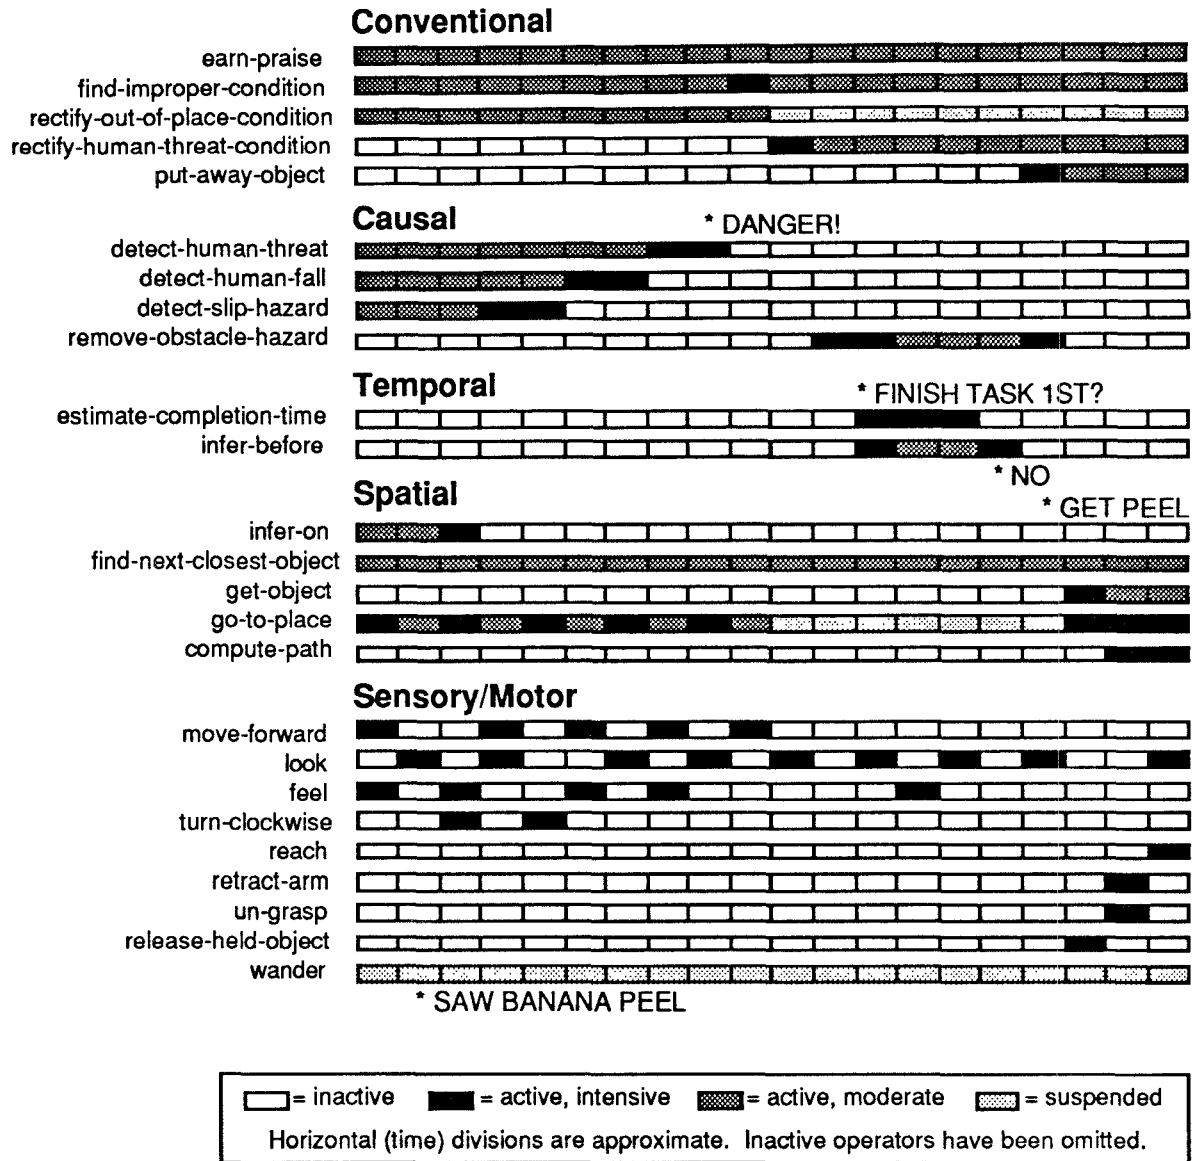 Conventional
earn-praise
find-improper-condition
rectify-out-of-place-condition
rectify-human-threat-condition
put-away-object
Causal
* DANGER!
detect-human-threat
detect-human-fall
detect-slip-hazard
remove-obstacle-hazard
Temporal
* FINISH TASK 1ST?
estimate-completion-time
infer-before
* NO
Spatial
* GET PEEL
infer-on
find-next-closest-object
get-object
go-to-place
compute-path
Sensory/Motor
move-forward
look
feel
turn-clockwise
reach
retract-arm
un-grasp
release-held-object
wander
* SAW BANANA PEEL
= inactive = active, intensive = active, moderate = suspended
Horizontal (time) divisions are approximate. Inactive operators have been omitted.